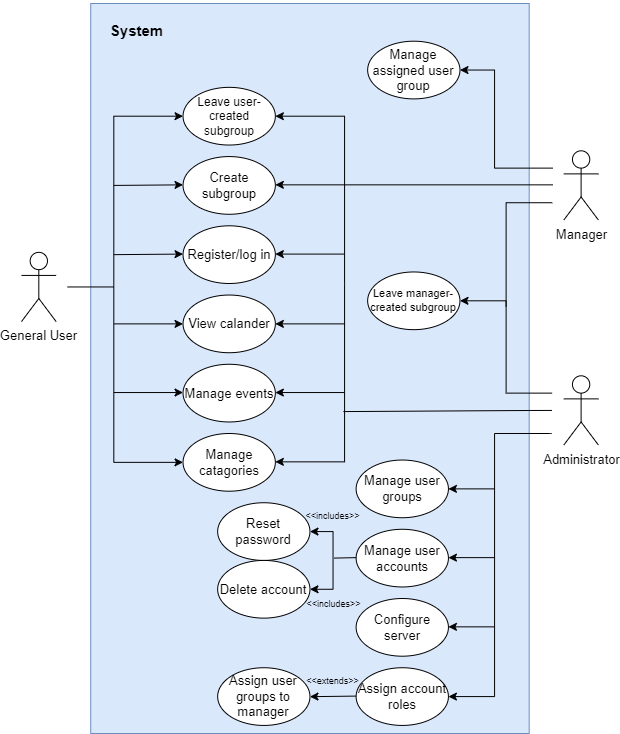 System
Manage
assigned user
group
Leave user-
created
subgroup
Create
subgroup
Manager
Register/log in
General User
Leave manager-
created subgroup
View calander
Manage events
Manage
catagories
Administrator
Manage user
groups
<<includes>>
Reset
password
Manage user
accounts
Delete account
<<includes>>
Configure
server
Assign user
groups to
manager
<<extends>>
Assign account
roles